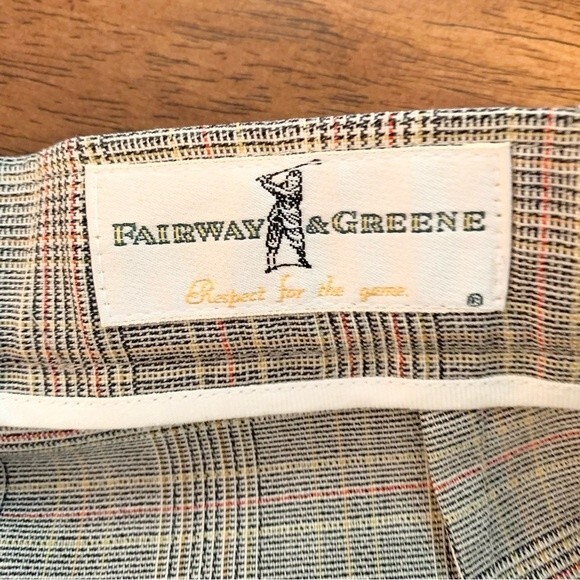 FAIRWAY & GREENE
Respect for the game.
®